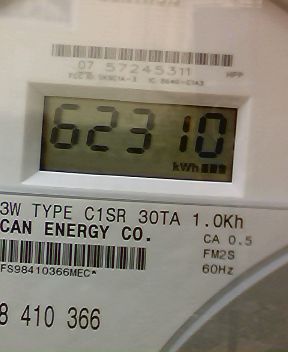 07 57245311 HPP
62310
kWh
3W TYPE C1SR 30TA 1.0Kh
CAN ENERGY CO.
CA 0.5
FM2S
FS98410366MEC*
60Hz
8 410 366